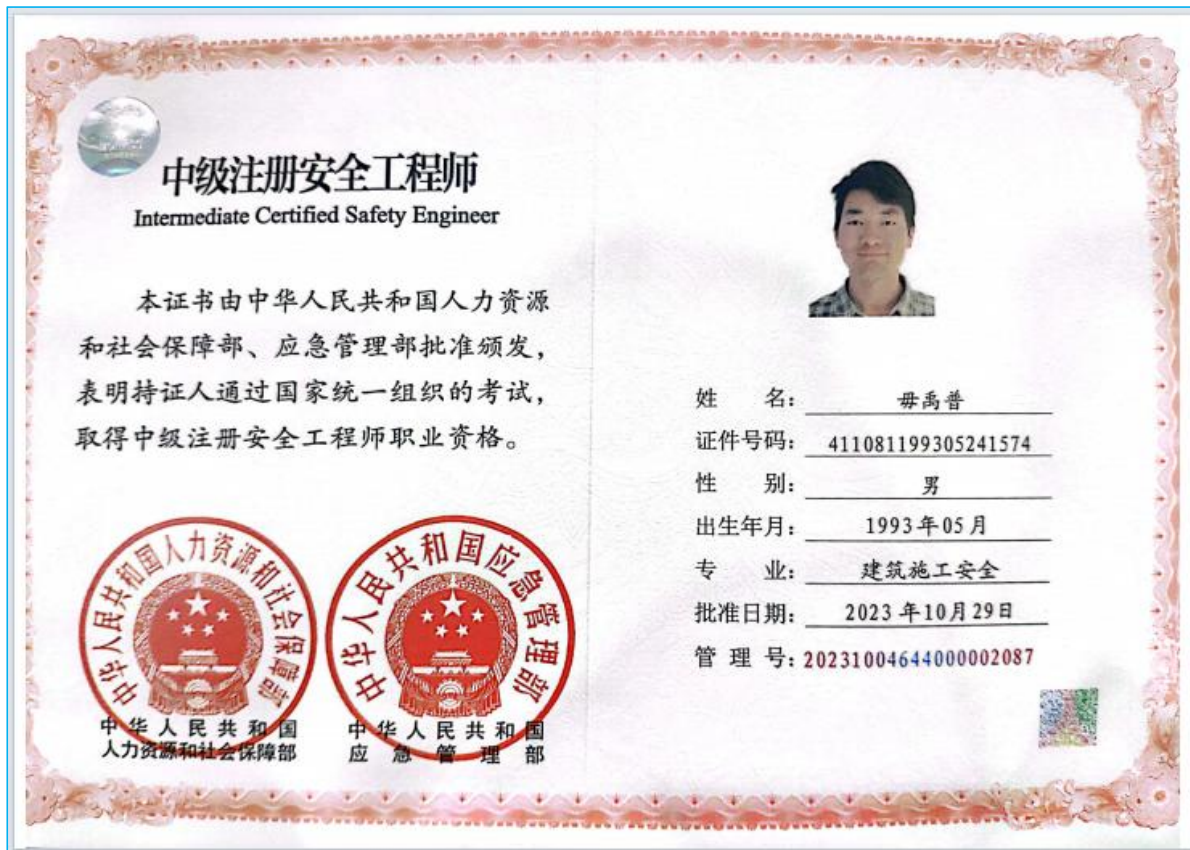 中级注册安全工程师
Intermediate Certified Safety Engineer
本证书由中华人民共和国人力资源
和社会保障部、应急管理部批准颁发，
表明持证人通过国家统一组织的考试，
取得中级注册安全工程师职业资格。
中华人民共和国人力资源和社会保障部
中华人民共和国
人力资源和社会保障部
中华人民共和国应急管理部
中华人民共和国
应急管理部
姓 名：毋禹普
证件号码：411081199305241574
性 别：男
出生年月：1993年05月
专 业：建筑施工安全
批准日期：2023年10月29日
管 理 号：20231004644000002087